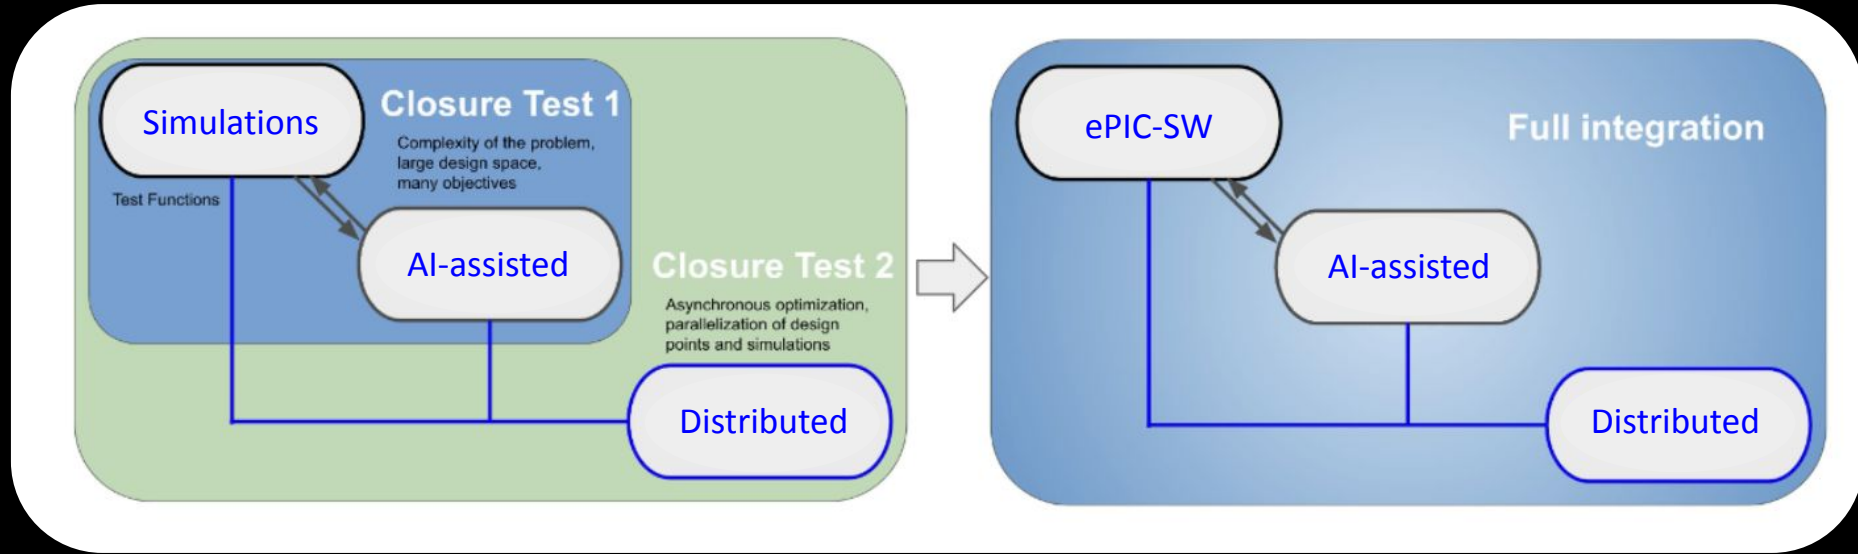 Simulations
Closure Test 1
Complexity of the problem,
large design space,
many objectives
Test Functions
AI-assisted
Closure Test 2
Asynchronous optimization,
parallelization of design
points and simulations
Distributed
ePIC-SW
Full integration
AI-assisted
Distributed